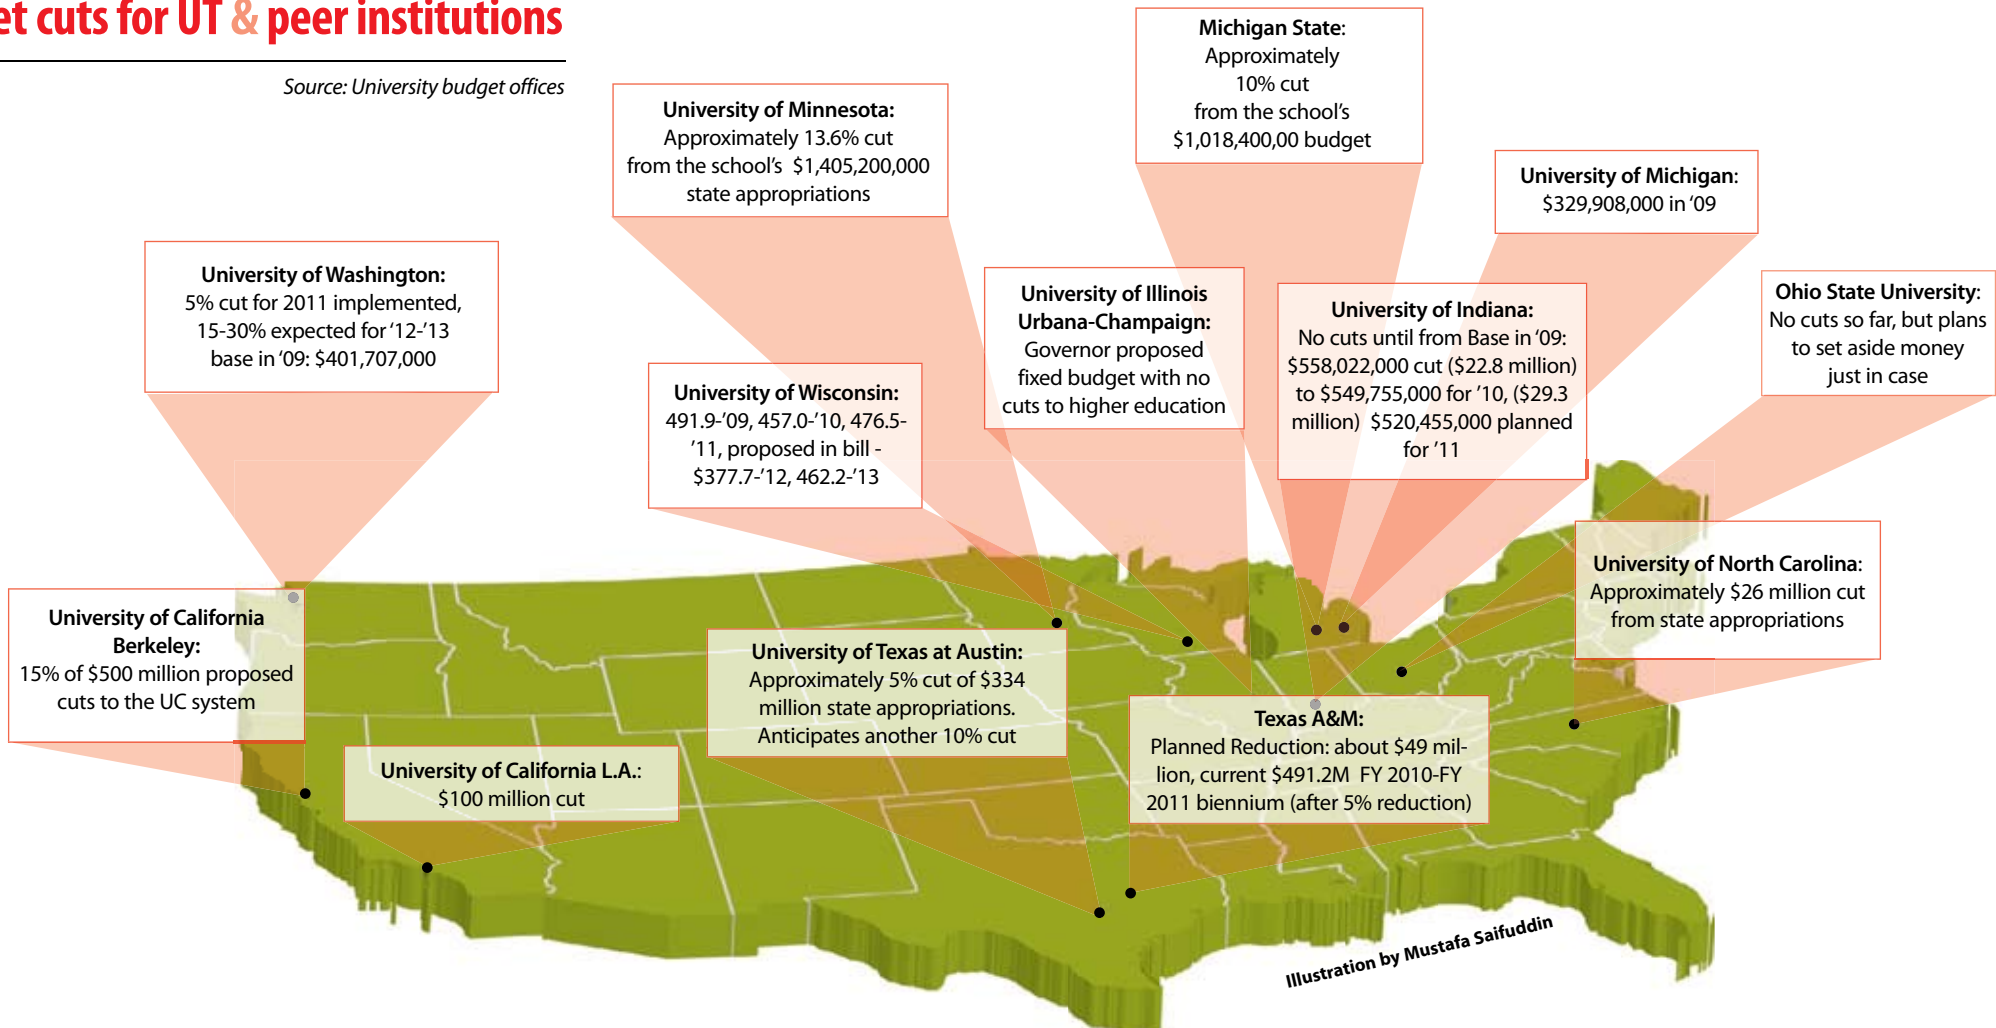 et cuts for UT & peer institutions
Source: University budget offices
Michigan State:
Approximately
10% cut
from the school's
$1,018,400,00 budget
University of Minnesota:
Approximately 13.6% cut
from the school's $1,405,200,000
state appropriations
University of Michigan:
$329,908,000 in '09
University of Washington:
5% cut for 2011 implemented,
15-30% expected for '12-'13
base in '09: $401,707,000
University of Illinois
Urbana-Champaign:
Governor proposed
fixed budget with no
cuts to higher education
University of Indiana:
No cuts until from Base in '09:
$558,022,000 cut ($22.8 million)
to $549,755,000 for '10, ($29.3
million) $520,455,000 planned
for '11
Ohio State University:
No cuts so far, but plans
to set aside money
just in case
University of Wisconsin:
491.9-'09, 457.0-'10, 476.5-
'11, proposed in bill -
$377.7-'12, 462.2-'13
University of North Carolina:
Approximately $26 million cut
from state appropriations
University of California
Berkeley:
15% of $500 million proposed
cuts to the UC system
University of Texas at Austin:
Approximately 5% cut of $334
million state appropriations.
Anticipates another 10% cut
Texas A&M:
Planned Reduction: about $49 mil-
lion, current $491.2M FY 2010-FY
2011 biennium (after 5% reduction)
University of California L.A.:
$100 million cut
Illustration by Mustafa Saifuddin